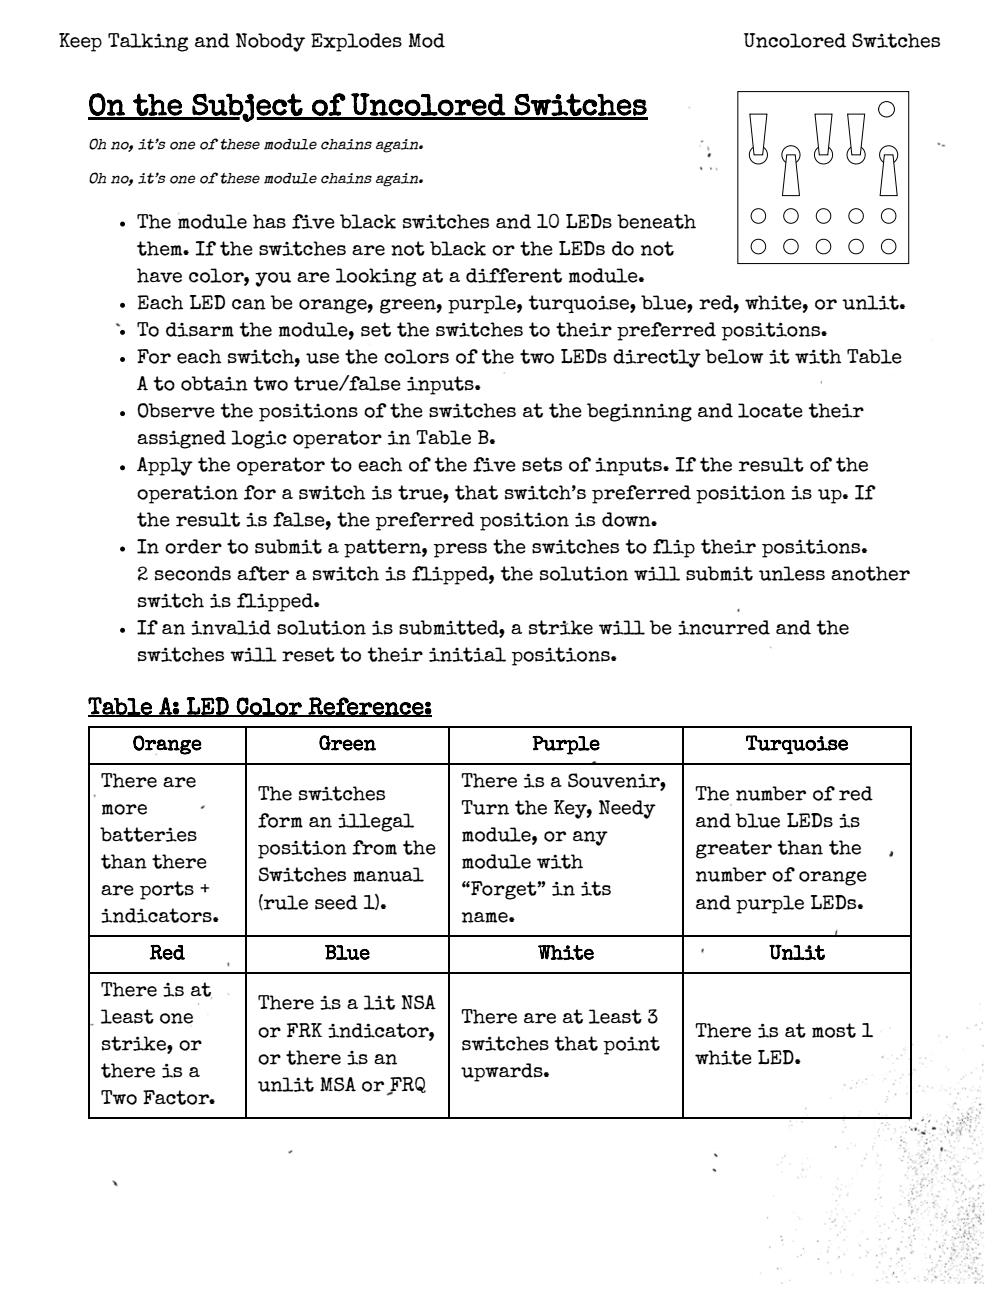 Keep Talking and Nobody Explodes Mod
Uncolored Switches
On the Subject of Uncolored Switches
Oh no, it's one of these module chains again.
Oh no, it's one of these module chains again.
• The module has five black switches and 10 LEDs beneath
them. If the switches are not black or the LEDs do not
have color, you are looking at a different module.
• Each LED can be orange, green, purple, turquoise, blue, red, white, or unlit.
• To disarm the module, set the switches to their preferred positions.
• For each switch, use the colors of the two LEDs directly below it with Table
A to obtain two true/false inputs.
• Observe the positions of the switches at the beginning and locate their
assigned logic operator in Table B.
• Apply the operator to each of the five sets of inputs. If the result of the
operation for a switch is true, that switch's preferred position is up. If
the result is false, the preferred position is down.
• In order to submit a pattern, press the switches to flip their positions.
2 seconds after a switch is flipped, the solution will submit unless another
switch is flipped.
• If an invalid solution is submitted, a strike will be incurred and the
switches will reset to their initial positions.
Table A: LED Color Reference:
Orange
Green
Purple
Turquoise
There are
more
batteries
than there
are ports +
indicators.
The switches
form an illegal
position from the
Switches manual
(rule seed 1).
There is a Souvenir,
Turn the Key, Needy
module, or any
module with
"Forget" in its
name.
The number of red
and blue LEDs is
greater than the
number of orange
and purple LEDs.
Red
Blue
White
Unlit
There is at
least one
strike, or
there is a
Two Factor.
There is a lit NSA
or FRK indicator,
or there is an
unlit MSA or FRQ
There are at least 3
switches that point
upwards.
There is at most 1
white LED.